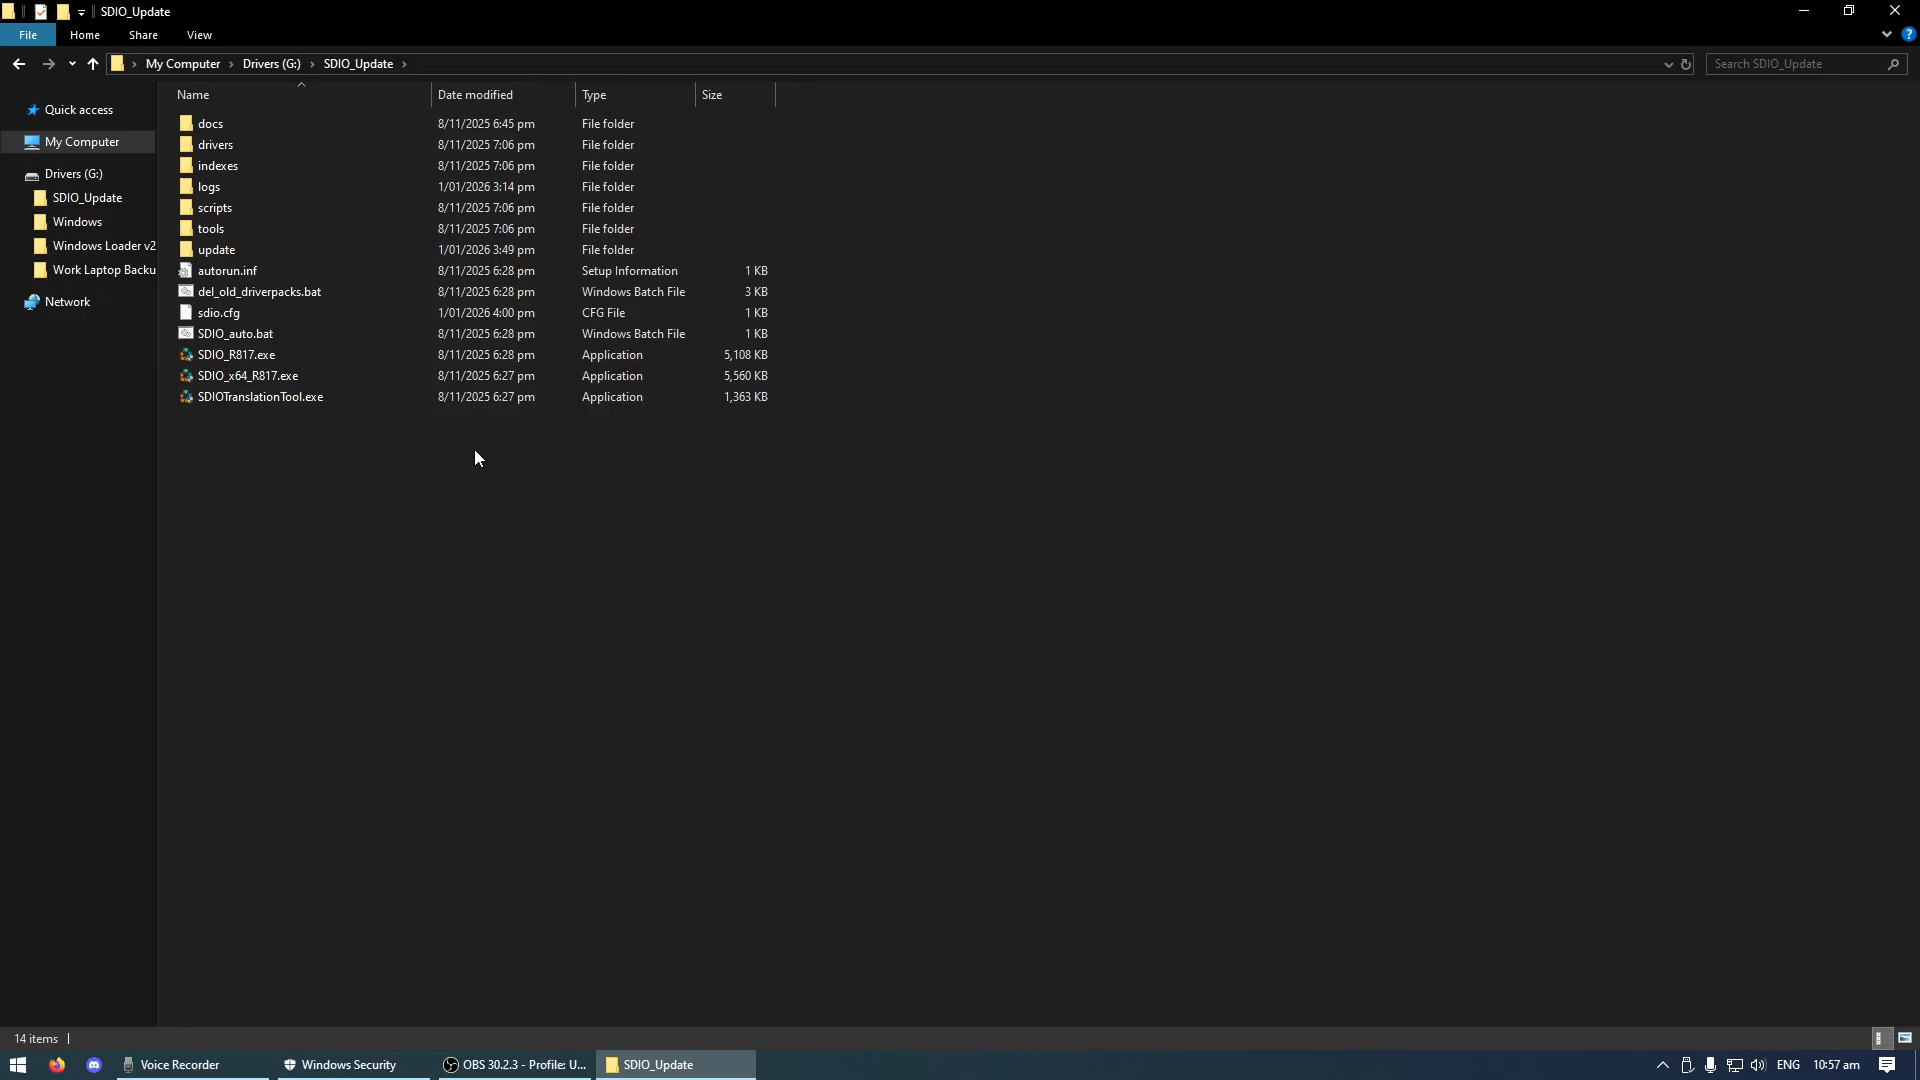 SDIO_Update
File Home Share View
My Computer Drivers (G:) SDIO_Update Search SDIO_Update
Name Date modified Type Size
Quick access
My Computer
Drivers (G:)
SDIO_Update
Windows
Windows Loader v2
Work Laptop Backu
Network
docs 8/11/2025 6:45 pm File folder
drivers 8/11/2025 7:06 pm File folder
indexes 8/11/2025 7:06 pm File folder
logs 1/01/2026 3:14 pm File folder
scripts 8/11/2025 7:06 pm File folder
tools 8/11/2025 7:06 pm File folder
update 1/01/2026 3:49 pm File folder
autorun.inf 8/11/2025 6:28 pm Setup Information 1 KB
del_old_driverpacks.bat 8/11/2025 6:28 pm Windows Batch File 3 KB
sdio.cfg 1/01/2026 4:00 pm CFG File 1 KB
SDIO_auto.bat 8/11/2025 6:28 pm Windows Batch File 1 KB
SDIO_R817.exe 8/11/2025 6:28 pm Application 5,108 KB
SDIO_x64_R817.exe 8/11/2025 6:27 pm Application 5,560 KB
SDIOTranslationTool.exe 8/11/2025 6:27 pm Application 1,363 KB
14 items
Voice Recorder Windows Security OBS 30.2.3 - Profile: U... SDIO_Update ENG 10:57 am